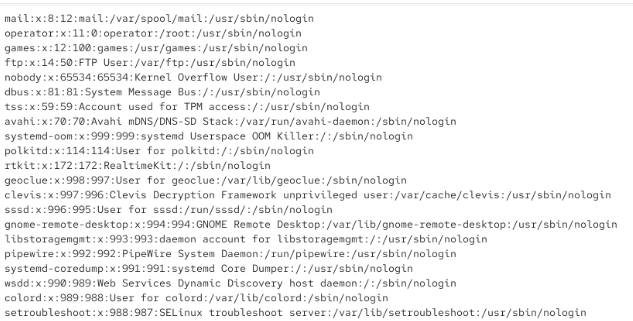 mail:x:8:12:mail:/var/spool/mail:/usr/sbin/nologin
operator:x:11:0:operator:/root:/usr/sbin/nologin
games:x:12:100:games:/usr/games:/usr/sbin/nologin
ftp:x:14:50:FTP User:/var/ftp:/usr/sbin/nologin
nobody:x:65534:65534:Kernel Overflow User:/:/usr/sbin/nologin
dbus:x:81:81:System Message Bus:/:/usr/sbin/nologin
tss:x:59:59:Account used for TPM access:/:/usr/sbin/nologin
avahi:x:70:70:Avahi mDNS/DNS-SD Stack:/var/run/avahi-daemon:/sbin/nologin
systemd-oom:x:999:999:systemd Userspace OOM Killer:/:/sbin/nologin
polkitd:x:114:114:User for polkitd:/:/sbin/nologin
rtkit:x:172:172:RealtimeKit:/:/sbin/nologin
geoclue:x:998:997:User for geoclue:/var/lib/geoclue:/sbin/nologin
clevis:x:997:996:Clevis Decryption Framework unprivileged user:/var/cache/clevis:/usr/sbin/nologin
sssd:x:996:995:User for sssd:/run/sssd/:/sbin/nologin
gnome-remote-desktop:x:994:994:GNOME Remote Desktop:/var/lib/gnome-remote-desktop:/usr/sbin/nologin
libstoragemgmt:x:993:993:daemon account for libstoragemgmt:/:/usr/sbin/nologin
pipewire:x:992:992:PipeWire System Daemon:/run/pipewire:/usr/sbin/nologin
systemd-coredump:x:991:991:systemd Core Dumper:/:/usr/sbin/nologin
wsdd:x:990:989:Web Services Dynamic Discovery host daemon:/:/sbin/nologin
colord:x:989:988:User for colord:/var/lib/colord:/sbin/nologin
setroubleshoot:x:988:987:SELinux troubleshoot server:/var/lib/setroubleshoot:/usr/sbin/nologin